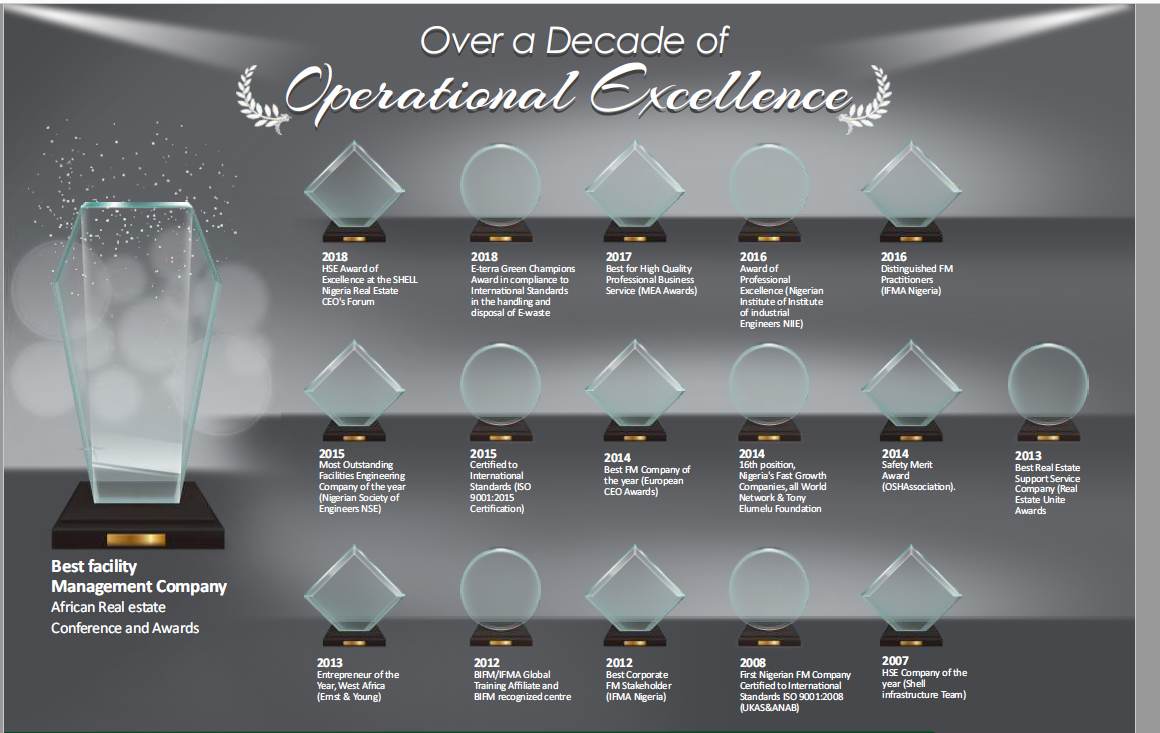 Over a Decade of
Operational Excellence
2018
HSE Award of
Excellence at the SHELL
Nigeria Real Estate
CEO's Forum
2018
E-terra Green Champions
Award in compliance to
International Standards
in the handling and
disposal of E-waste
2017
Best for High Quality
Professional Business
Service (MEA Awards)
2016
Award of
Professional
Excellence (Nigerian
Institute of Institute
of industrial
Engineers NIIE)
2016
Distinguished FM
Practitioners
(IFMA Nigeria)
2015
Most Outstanding
Facilities Engineering
Company of the year
(Nigerian Society of
Engineers NSE)
2015
Certified to
International
Standards (ISO
9001:2015
Certification)
2014
Best FM Company of
the year (European
CEO Awards)
2014
16th position,
Nigeria's Fast Growth
Companies, all World
Network & Tony
Elumelu Foundation
2014
Safety Merit
Award
(OSHAssociation).
2013
Best Real Estate
Support Service
Company (Real
Estate Unite
Awards
Best facility
Management Company
African Real estate
Conference and Awards
2013
Entrepreneur of the
Year, West Africa
(Ernst & Young)
2012
BIFM/IFMA Global
Training Affiliate and
BIFM recognized centre
2012
Best Corporate
FM Stakeholder
(IFMA Nigeria)
2008
First Nigerian FM Company
Certified to International
Standards ISO 9001:2008
(UKAS&ANAB)
2007
HSE Company of the
year (Shell
infrastructure Team)